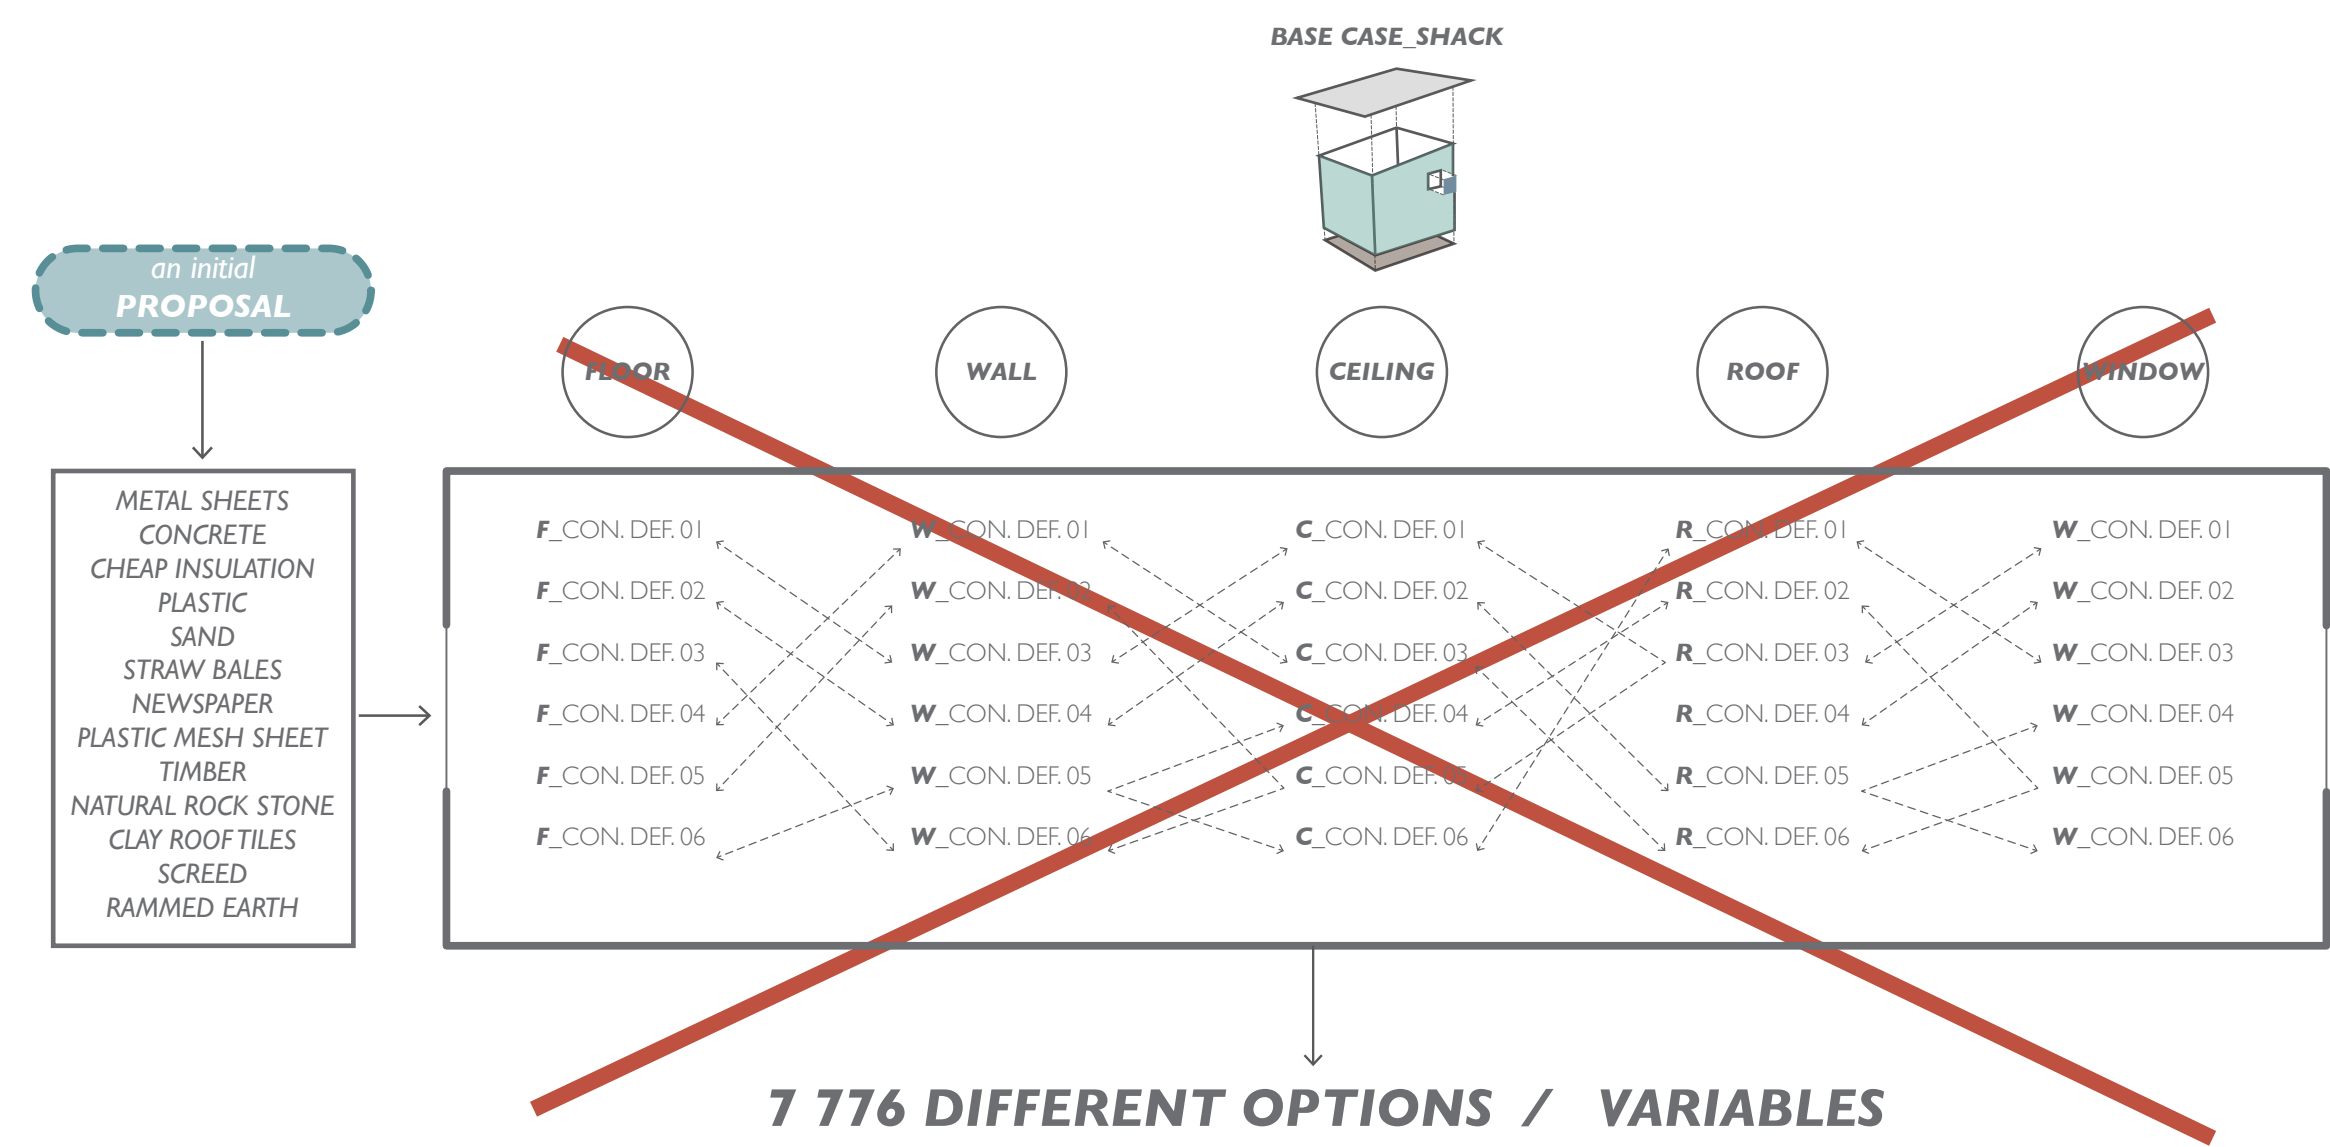 BASE CASE_SHACK
an initial
PROPOSAL
FLOOR
WALL
CEILING
ROOF
WINDOW
METAL SHEETS
CONCRETE
CHEAP INSULATION
PLASTIC
SAND
STRAW BALES
NEWSPAPER
PLASTIC MESH SHEET
TIMBER
NATURAL ROCK STONE
CLAY ROOF TILES
SCREED
RAMMED EARTH
F_CON. DEF. 01
F_CON. DEF. 02
F_CON. DEF. 03
F_CON. DEF. 04
F_CON. DEF. 05
F_CON. DEF. 06
W_CON. DEF. 01
W_CON. DEF. 02
W_CON. DEF. 03
W_CON. DEF. 04
W_CON. DEF. 05
W_CON. DEF. 06
C_CON. DEF. 01
C_CON. DEF. 02
C_CON. DEF. 03
C_CON. DEF. 04
C_CON. DEF. 05
C_CON. DEF. 06
R_CON. DEF. 01
R_CON. DEF. 02
R_CON. DEF. 03
R_CON. DEF. 04
R_CON. DEF. 05
R_CON. DEF. 06
W_CON. DEF. 01
W_CON. DEF. 02
W_CON. DEF. 03
W_CON. DEF. 04
W_CON. DEF. 05
W_CON. DEF. 06
7 776 DIFFERENT OPTIONS / VARIABLES